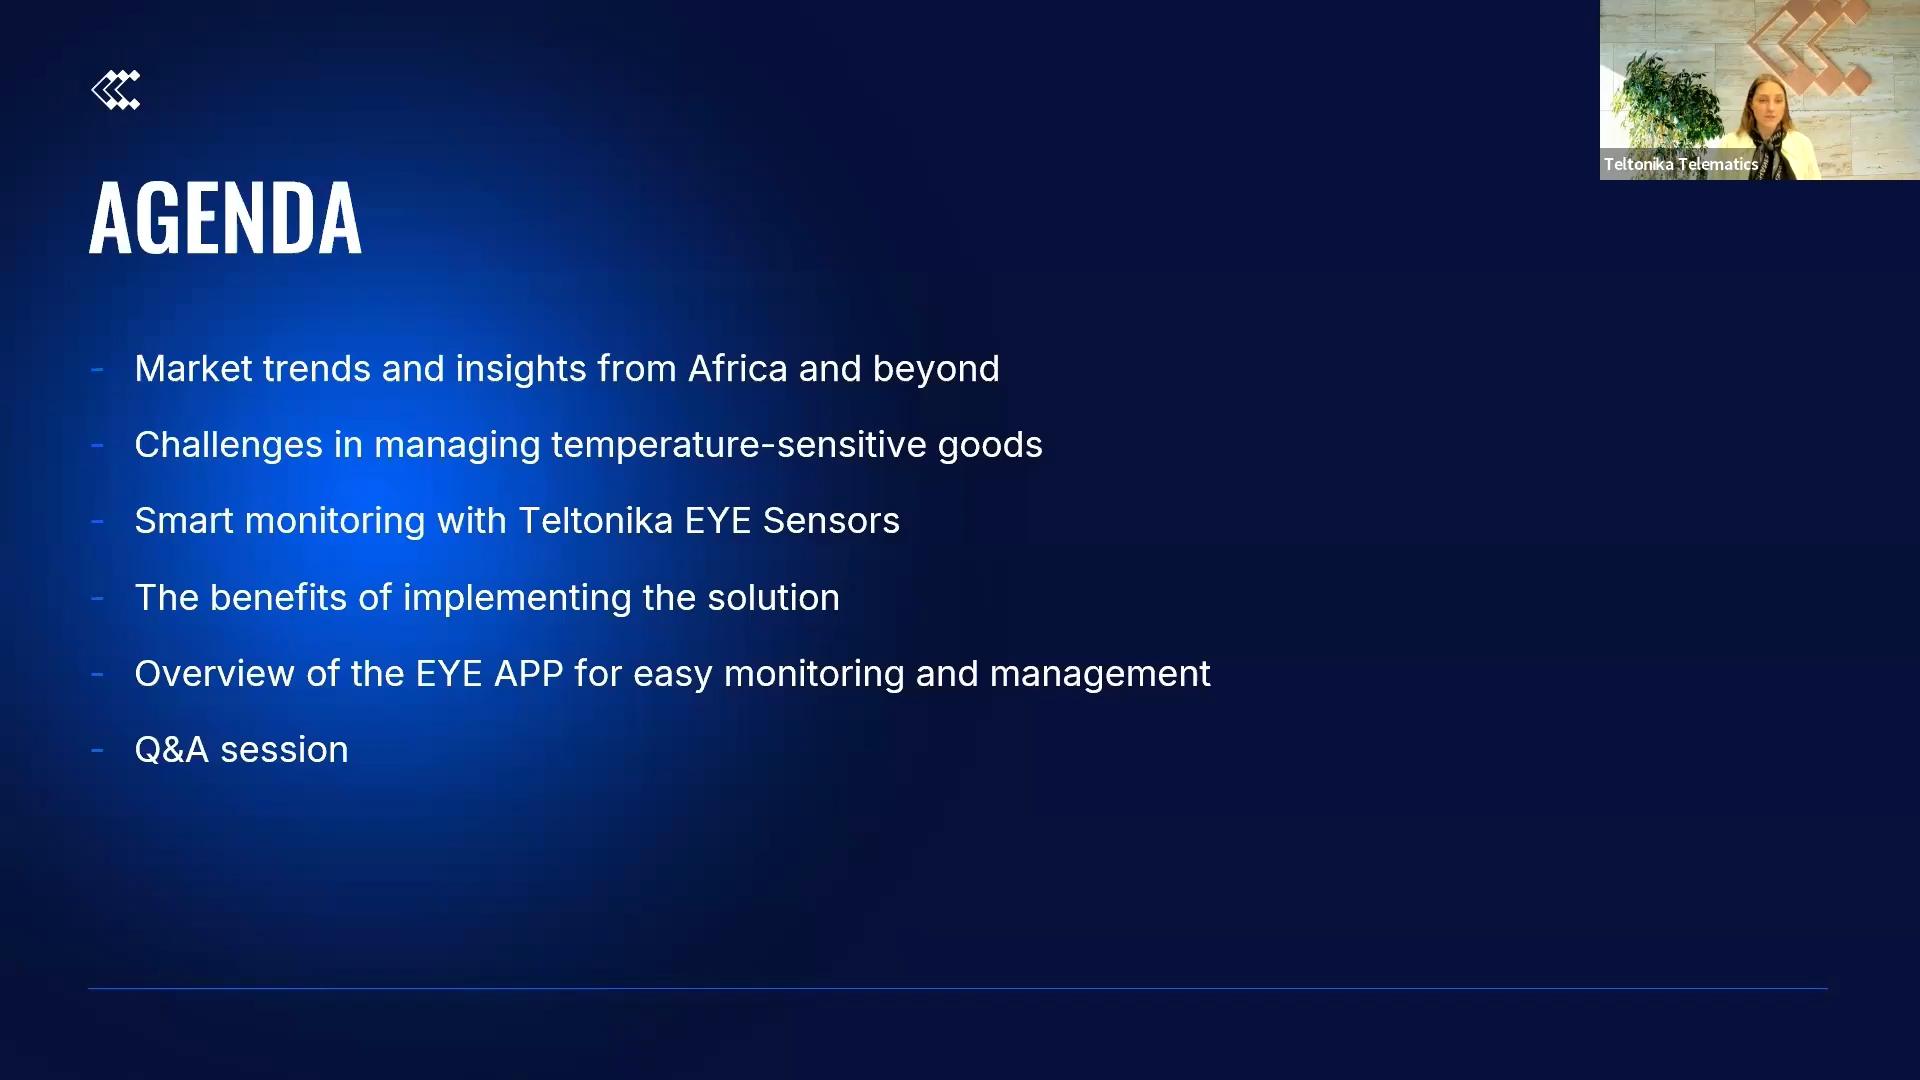 AGENDA
- Market trends and insights from Africa and beyond
- Challenges in managing temperature-sensitive goods
- Smart monitoring with Teltonika EYE Sensors
- The benefits of implementing the solution
- Overview of the EYE APP for easy monitoring and management
- Q&A session
Teltonika Telematics